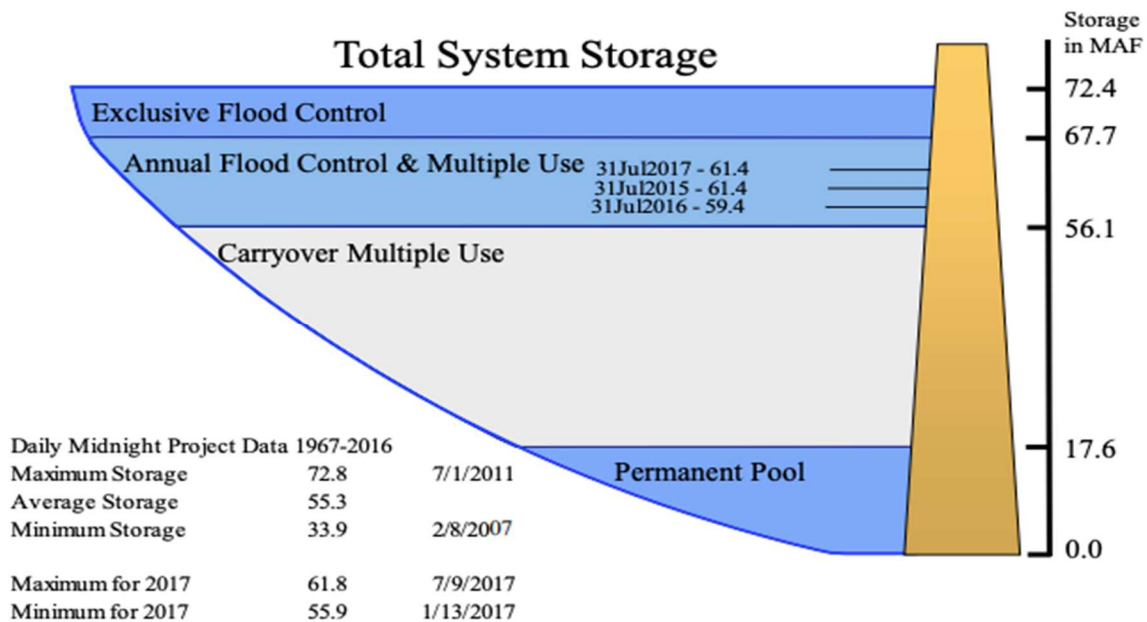 Total System Storage
Storage
in MAF
72.4
Exclusive Flood Control
67.7
Annual Flood Control & Multiple Use
31Jul2017 - 61.4
31Jul2015 - 61.4
31Jul2016 - 59.4
56.1
Carryover Multiple Use
17.6
Permanent Pool
0.0
Daily Midnight Project Data 1967-2016
Maximum Storage 72.8 7/1/2011
Average Storage 55.3
Minimum Storage 33.9 2/8/2007
Maximum for 2017 61.8 7/9/2017
Minimum for 2017 55.9 1/13/2017